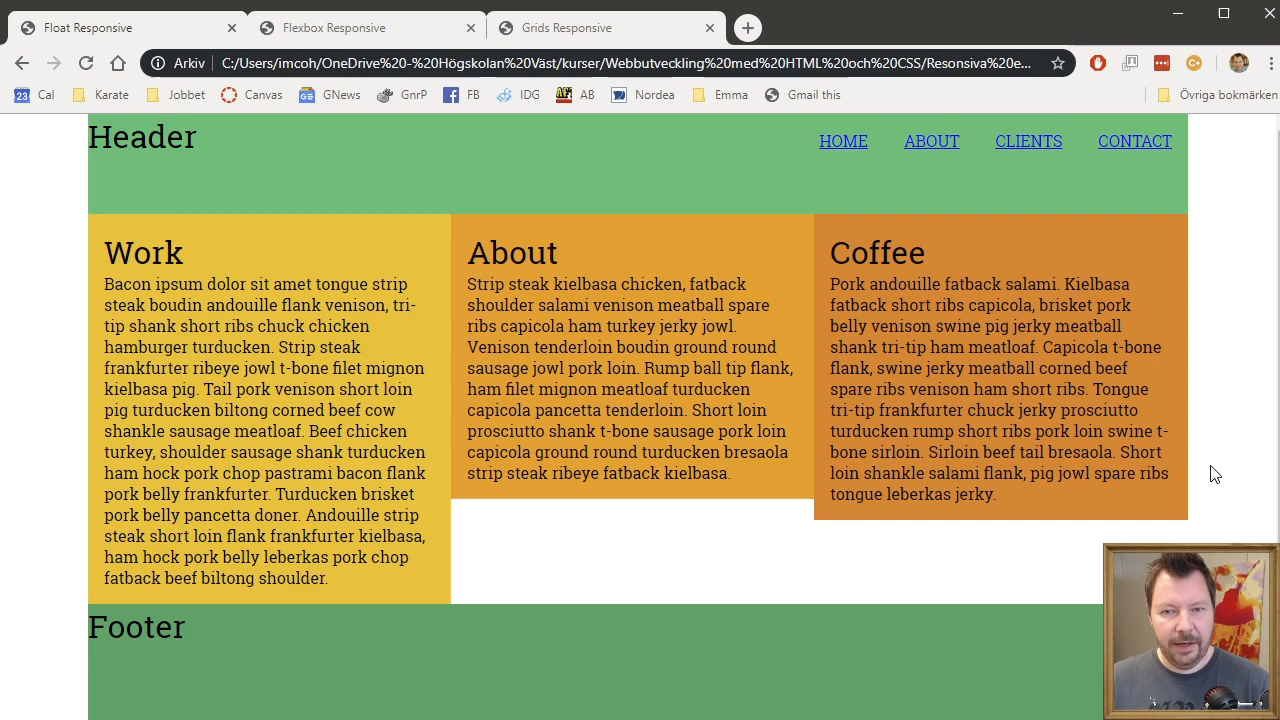 Float Responsive
Flexbox Responsive
Grids Responsive
Arkiv
C:/Users/imcoh/OneDrive%20-%20Högskolan%20Väst/kurser/Webbutveckling%20med%20HTML%20och%20CSS/Resonsiva%20e...
23 Cal
Karate
Jobbet
Canvas
GNews
GnrP
FB
IDG
AB
Nordea
Emma
Gmail this
Övriga bokmärken
Header
HOME
ABOUT
CLIENTS
CONTACT
Work
Bacon ipsum dolor sit amet tongue strip
steak boudin andouille flank venison, tri-
tip shank short ribs chuck chicken
hamburger turducken. Strip steak
frankfurter ribeye jowl t-bone filet mignon
kielbasa pig. Tail pork venison short loin
pig turducken biltong corned beef cow
shankle sausage meatloaf. Beef chicken
turkey, shoulder sausage shank turducken
ham hock pork chop pastrami bacon flank
pork belly frankfurter. Turducken brisket
pork belly pancetta doner. Andouille strip
steak short loin flank frankfurter kielbasa,
ham hock pork belly leberkas pork chop
fatback beef biltong shoulder.
About
Strip steak kielbasa chicken, fatback
shoulder salami venison meatball spare
ribs capicola ham turkey jerky jowl.
Venison tenderloin boudin ground round
sausage jowl pork loin. Rump ball tip flank,
ham filet mignon meatloaf turducken
capicola pancetta tenderloin. Short loin
prosciutto shank t-bone sausage pork loin
capicola ground round turducken bresaola
strip steak ribeye fatback kielbasa.
Coffee
Pork andouille fatback salami. Kielbasa
fatback short ribs capicola, brisket pork
belly venison swine pig jerky meatball
shank tri-tip ham meatloaf. Capicola t-bone
flank, swine jerky meatball corned beef
spare ribs venison ham short ribs. Tongue
tri-tip frankfurter chuck jerky prosciutto
turducken rump short ribs pork loin swine t-
bone sirloin. Sirloin beef tail bresaola. Short
loin shankle salami flank, pig jowl spare ribs
tongue leberkas jerky.
Footer